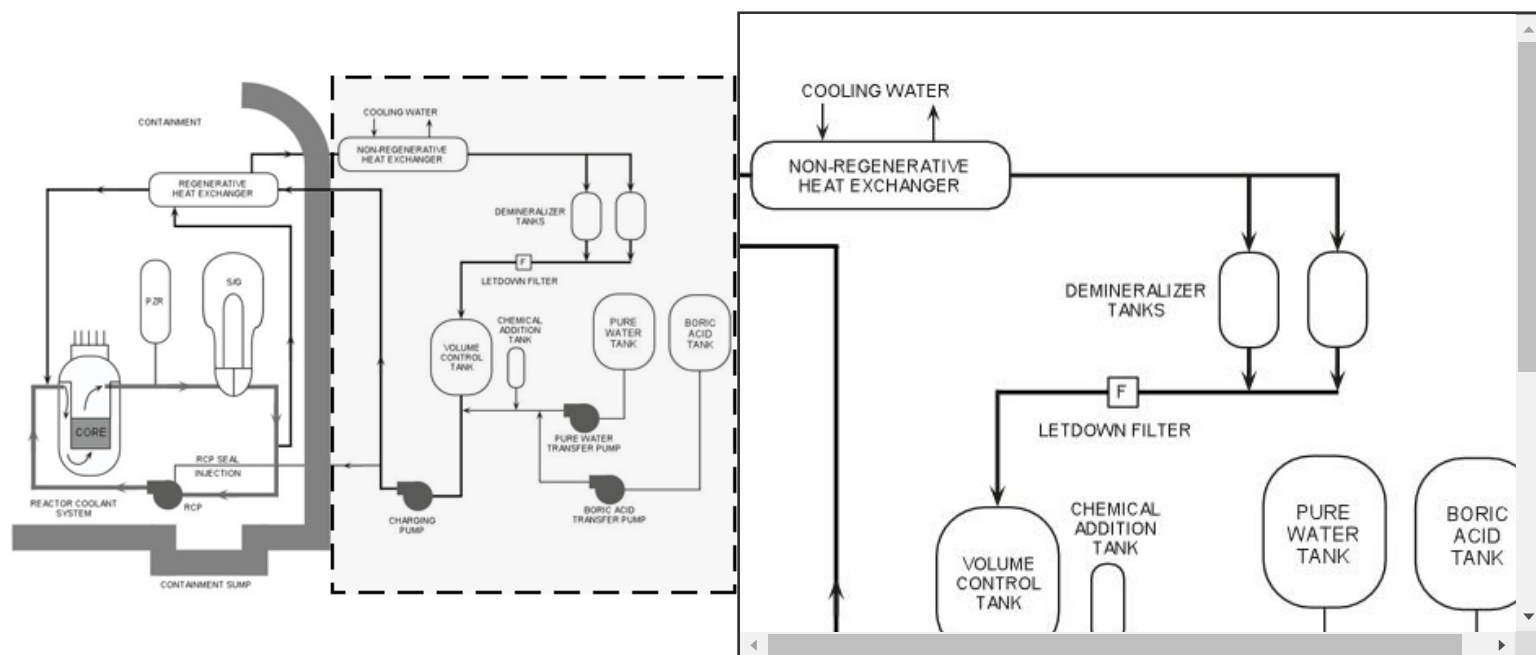 CONTAINMENT
COOLING WATER
NON-REGENERATIVE
HEAT EXCHANGER
REGENERATIVE
HEAT EXCHANGER
DEMINERALIZER
TANKS
F
LETDOWN FILTER
PZR
S/G
VOLUME
CONTROL
TANK
CHEMICAL
ADDITION
TANK
PURE
WATER
TANK
BORIC
ACID
TANK
CORE
PURE WATER
TRANSFER PUMP
RCP SEAL
INJECTION
REACTOR COOLANT
SYSTEM
RCP
CHARGING
PUMP
BORIC ACID
TRANSFER PUMP
CONTAINMENT SUMP
COOLING WATER
NON-REGENERATIVE
HEAT EXCHANGER
DEMINERALIZER
TANKS
F
LETDOWN FILTER
VOLUME
CONTROL
TANK
CHEMICAL
ADDITION
TANK
PURE
WATER
TANK
BORIC
ACID
TANK